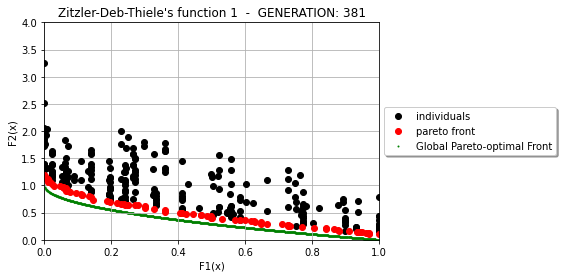 Zitzler-Deb-Thiele's function 1 - GENERATION: 381
4.0
3.5
3.0
2.5
2.0
1.5
1.0
0.5
0.0
F2(x)
0.0 0.2 0.4 0.6 0.8 1.0
F1(x)
individuals
pareto front
Global Pareto-optimal Front